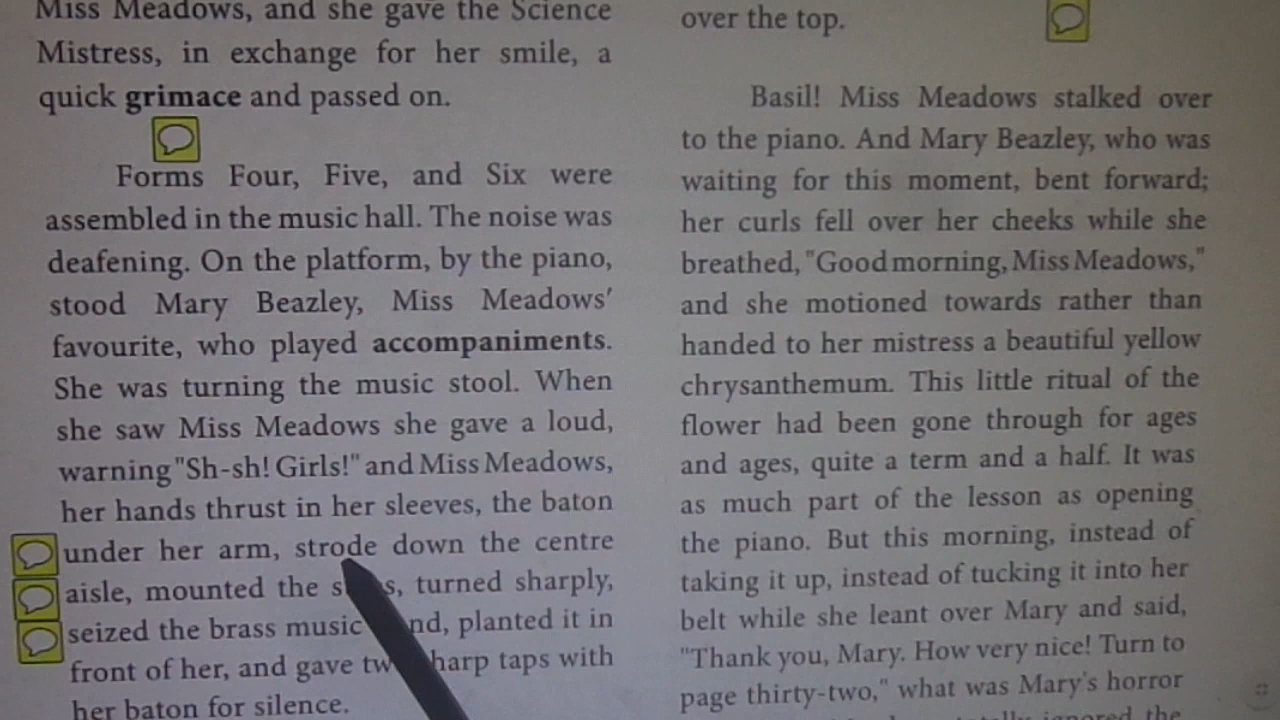 Miss Meadows, and she gave the Science
Mistress, in exchange for her smile, a
quick grimace and passed on.
Forms Four, Five, and Six were
assembled in the music hall. The noise was
deafening. On the platform, by the piano,
stood Mary Beazley, Miss Meadows'
favourite, who played accompaniments.
She was turning the music stool. When
she saw Miss Meadows she gave a loud,
warning "Sh-sh! Girls!" and Miss Meadows,
her hands thrust in her sleeves, the baton
under her arm, strode down the centre
aisle, mounted the turned sharply,
seized the brass music planted it in
front of her, and gave taps with
her baton for silence.
over the top.
Basil! Miss Meadows stalked over
to the piano. And Mary Beazley, who was
waiting for this moment, bent forward;
her curls fell over her cheeks while she
breathed, "Good morning, Miss Meadows,"
and she motioned towards rather than
handed to her mistress a beautiful yellow
chrysanthemum. This little ritual of the
flower had been gone through for ages
and ages, quite a term and a half. It was
as much part of the lesson as opening
the piano. But this morning, instead of
taking it up, instead of tucking it into her
belt while she leant over Mary and said,
"Thank you, Mary. How very nice! Turn to
page thirty-two," what was Mary's horror
totally ignored the